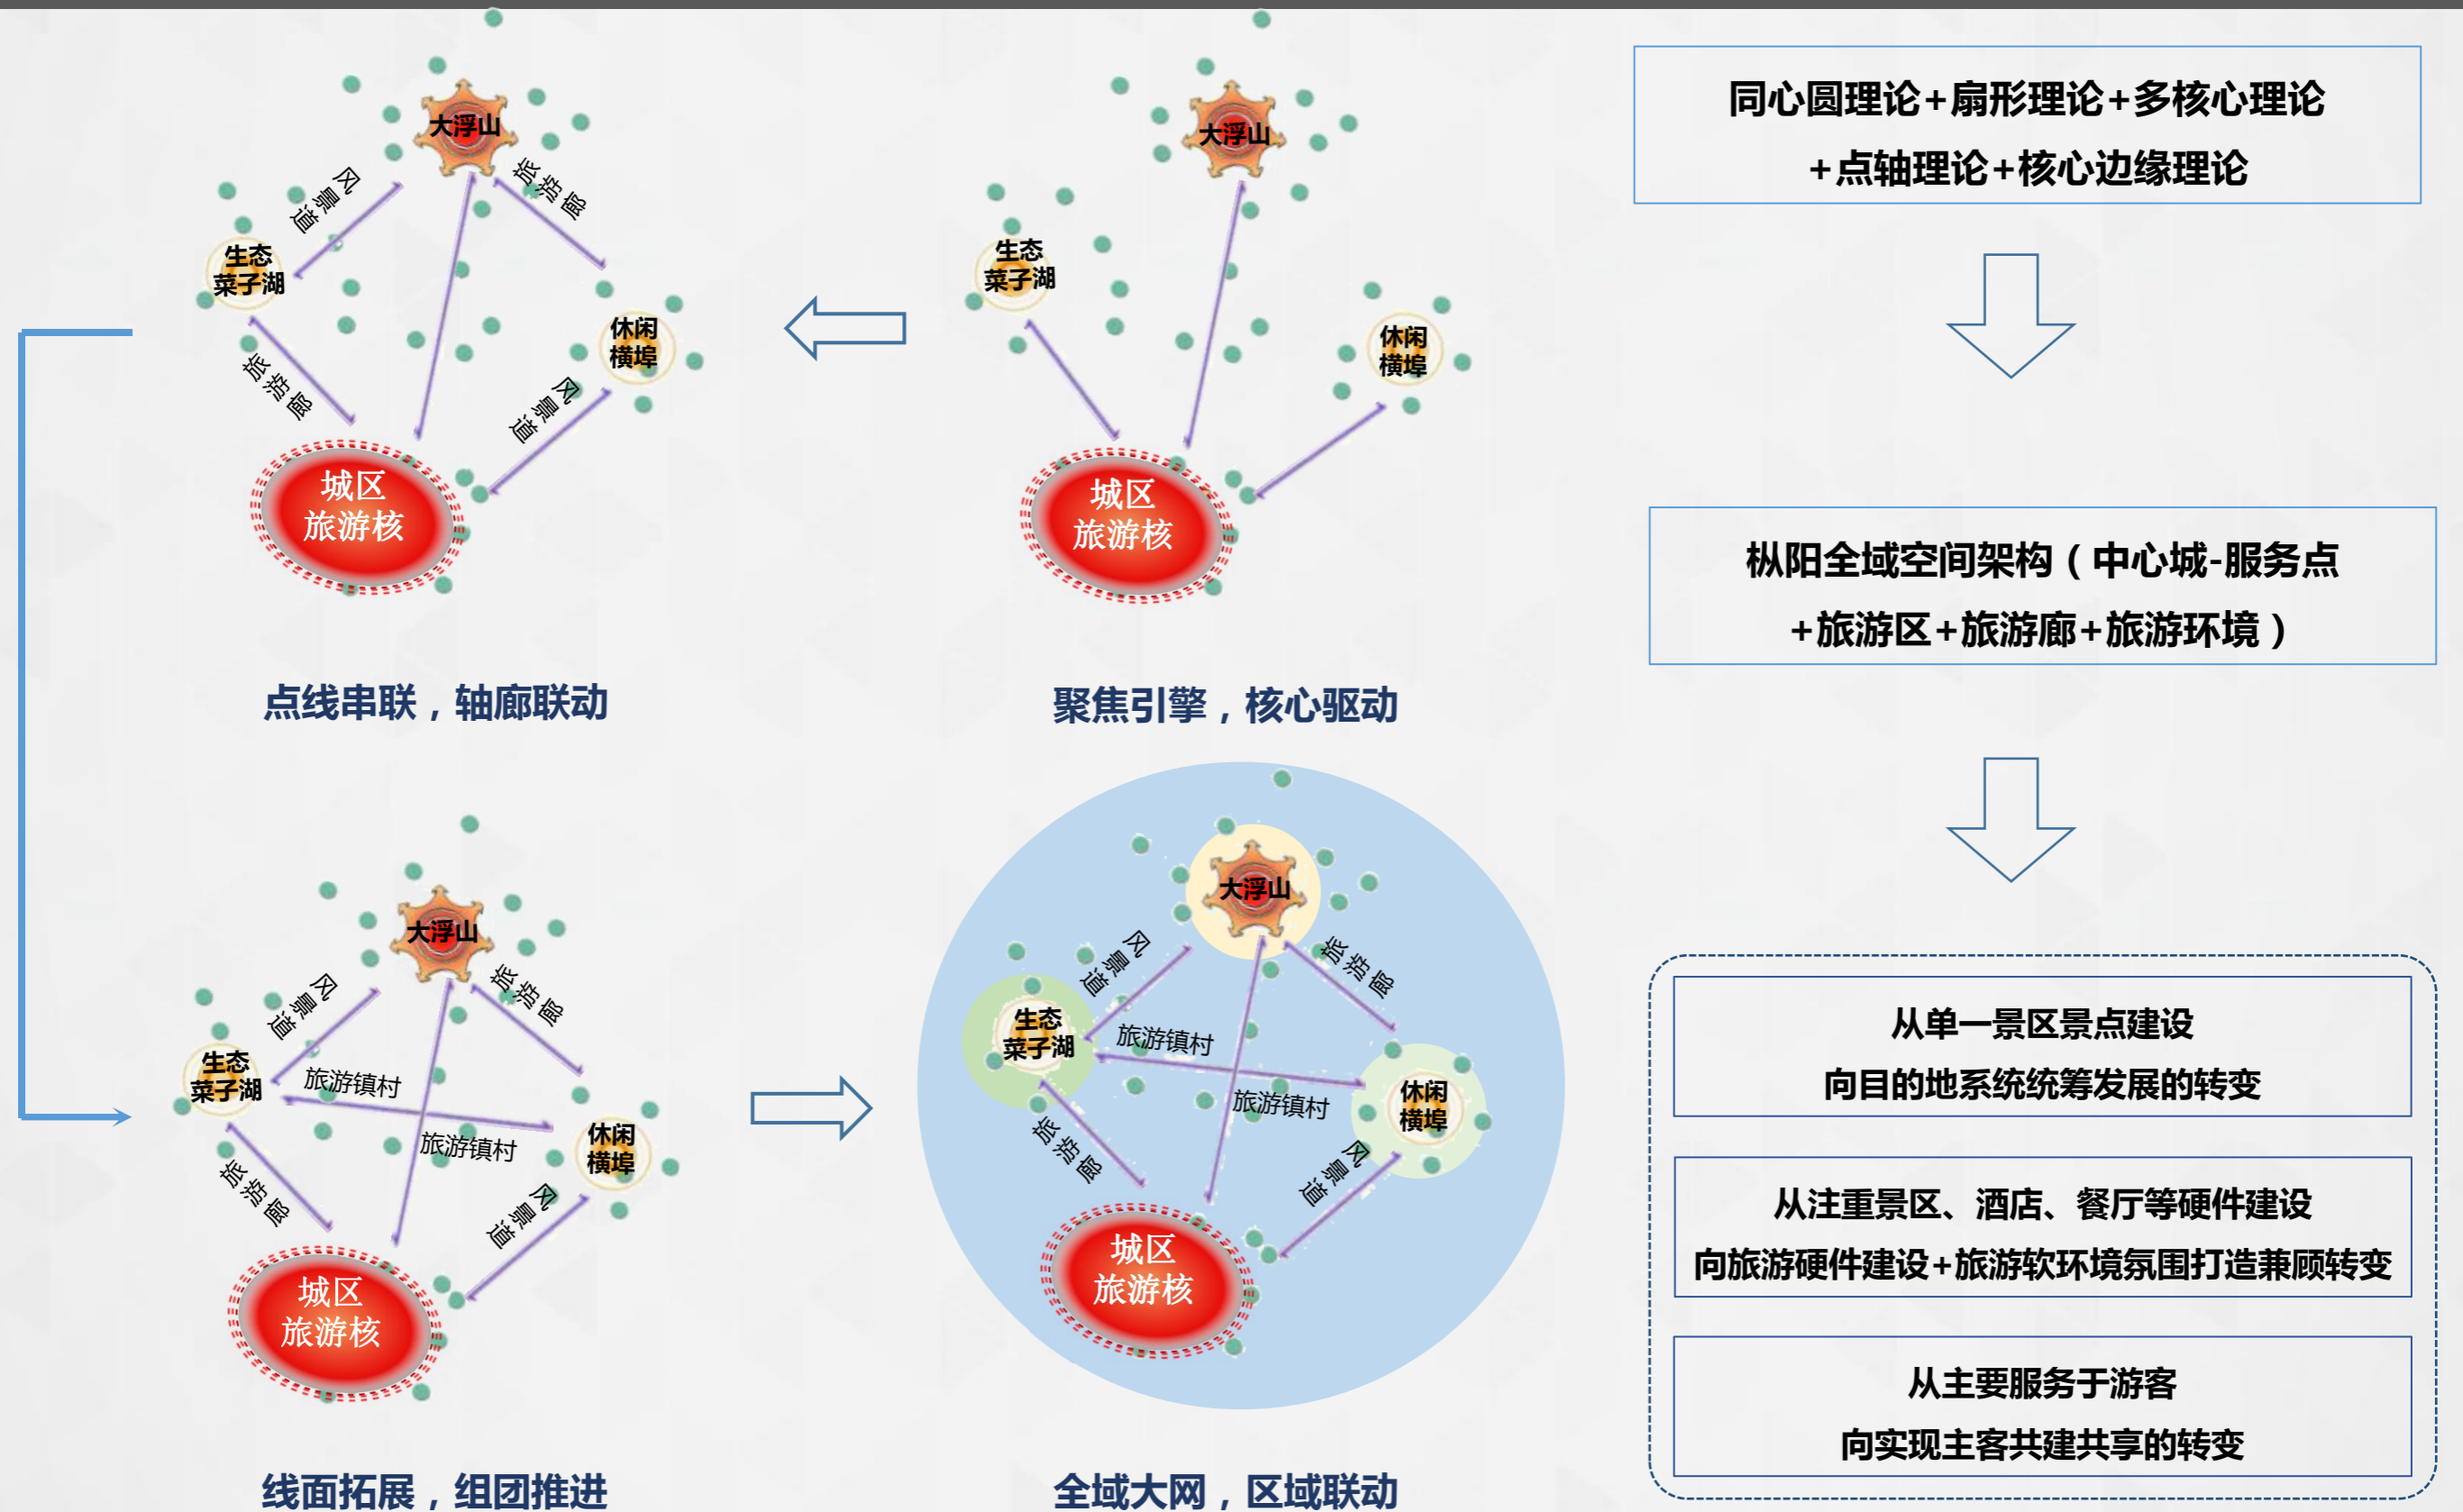 大浮山
风景道
旅游廊
生态
菜子湖
休闲
横埠
旅游廊
风景道
城区
旅游核
点线串联，轴廊联动
大浮山
生态
菜子湖
休闲
横埠
城区
旅游核
聚焦引擎，核心驱动
大浮山
风景道
旅游廊
生态
菜子湖
旅游镇村
旅游镇村
休闲
横埠
旅游廊
风景道
城区
旅游核
线面拓展，组团推进
大浮山
风景道
旅游廊
生态
菜子湖
旅游镇村
旅游镇村
休闲
横埠
旅游廊
风景道
城区
旅游核
全域大网，区域联动
同心圆理论+扇形理论+多核心理论
+点轴理论+核心边缘理论
枞阳全域空间架构（中心城-服务点
+旅游区+旅游廊+旅游环境）
从单一景区景点建设
向目的地系统统筹发展的转变
从注重景区、酒店、餐厅等硬件建设
向旅游硬件建设+旅游软环境氛围打造兼顾转变
从主要服务于游客
向实现主客共建共享的转变